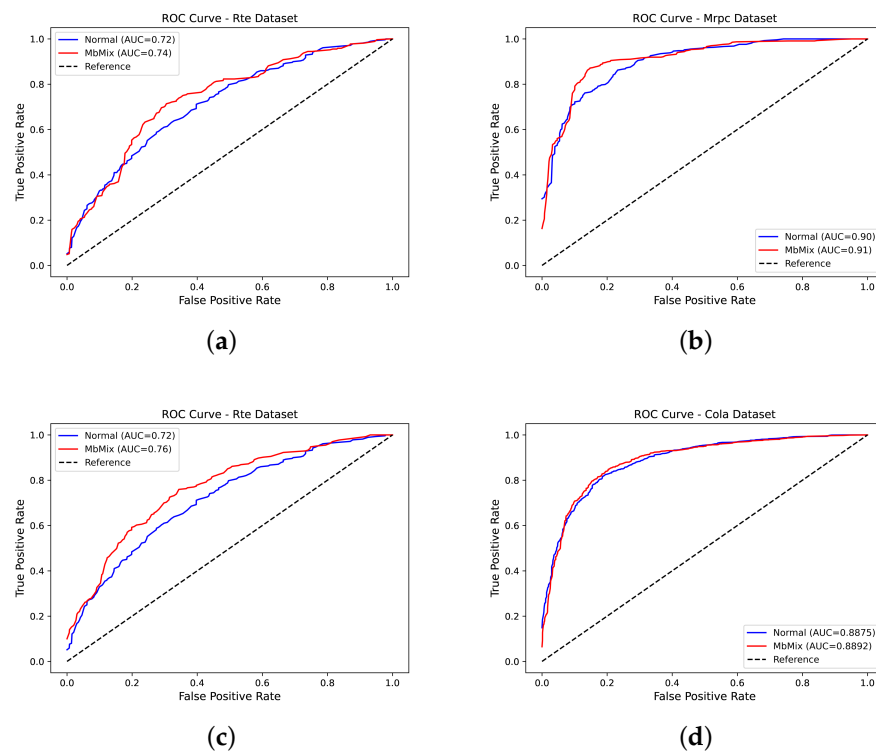 ROC Curve - Rte Dataset
1.0
0.8
0.6
0.4
0.2
0.0
True Positive Rate
Normal (AUC=0.72)
MbMix (AUC=0.74)
Reference
0.0 0.2 0.4 0.6 0.8 1.0
False Positive Rate
(a)
ROC Curve - Mrpc Dataset
1.0
0.8
0.6
0.4
0.2
0.0
True Positive Rate
Normal (AUC=0.90)
MbMix (AUC=0.91)
Reference
0.0 0.2 0.4 0.6 0.8 1.0
False Positive Rate
(b)
ROC Curve - Rte Dataset
1.0
0.8
0.6
0.4
0.2
0.0
True Positive Rate
Normal (AUC=0.72)
MbMix (AUC=0.76)
Reference
0.0 0.2 0.4 0.6 0.8 1.0
False Positive Rate
(c)
ROC Curve - Cola Dataset
1.0
0.8
0.6
0.4
0.2
0.0
True Positive Rate
Normal (AUC=0.8875)
MbMix (AUC=0.8892)
Reference
0.0 0.2 0.4 0.6 0.8 1.0
False Positive Rate
(d)